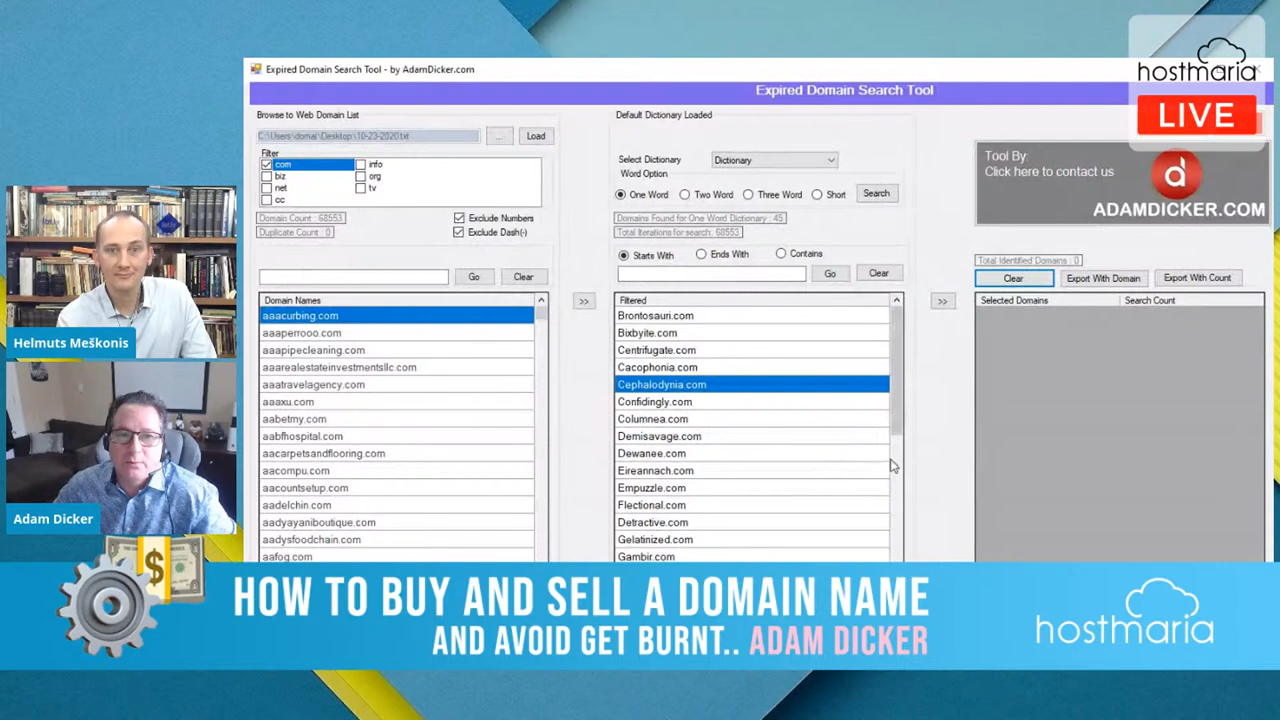 hostmaria
LIVE
Expired Domain Search Tool - by AdamDicker.com
Expired Domain Search Tool
Browse to Web Domain List
C:\Users\domai\Desktop\10-23-2020.txt
...
Load
Filter
com
info
biz
org
net
tv
cc
Domain Count : 68553
Duplicate Count : 0
Exclude Numbers
Exclude Dash(-)
Go
Clear
Domain Names
aaacurbing.com
aaaperrooo.com
aaapipecleaning.com
aaarealestateinvestmentsllc.com
aaatravelagency.com
aaaxu.com
aabetmy.com
aabfhospital.com
aacarpetsandflooring.com
aacompu.com
aacountsetup.com
aadelchin.com
aadyayaniboutique.com
aadysfoodchain.com
aafog.com
>>
Default Dictionary Loaded
Select Dictionary
Dictionary
Word Option
One Word
Two Word
Three Word
Short
Search
Domains Found for One Word Dictionary : 45
Total Iterations for search: 68553
Starts With
Ends With
Contains
Go
Clear
Filtered
Brontosauri.com
Bixbyite.com
Centrifugate.com
Cacophonia.com
Cephalodynia.com
Confidingly.com
Columnea.com
Demisavage.com
Dewanee.com
Eireannach.com
Empuzzle.com
Flectional.com
Detractive.com
Gelatinized.com
Gambir.com
>>
Tool By:
Click here to contact us
d
ADAMDICKER.COM
Total Identified Domains : 0
Clear
Export With Domain
Export With Count
Selected Domains
Search Count
Helmuts Meškonis
Adam Dicker
$
HOW TO BUY AND SELL A DOMAIN NAME
AND AVOID GET BURNT.. ADAM DICKER
hostmaria